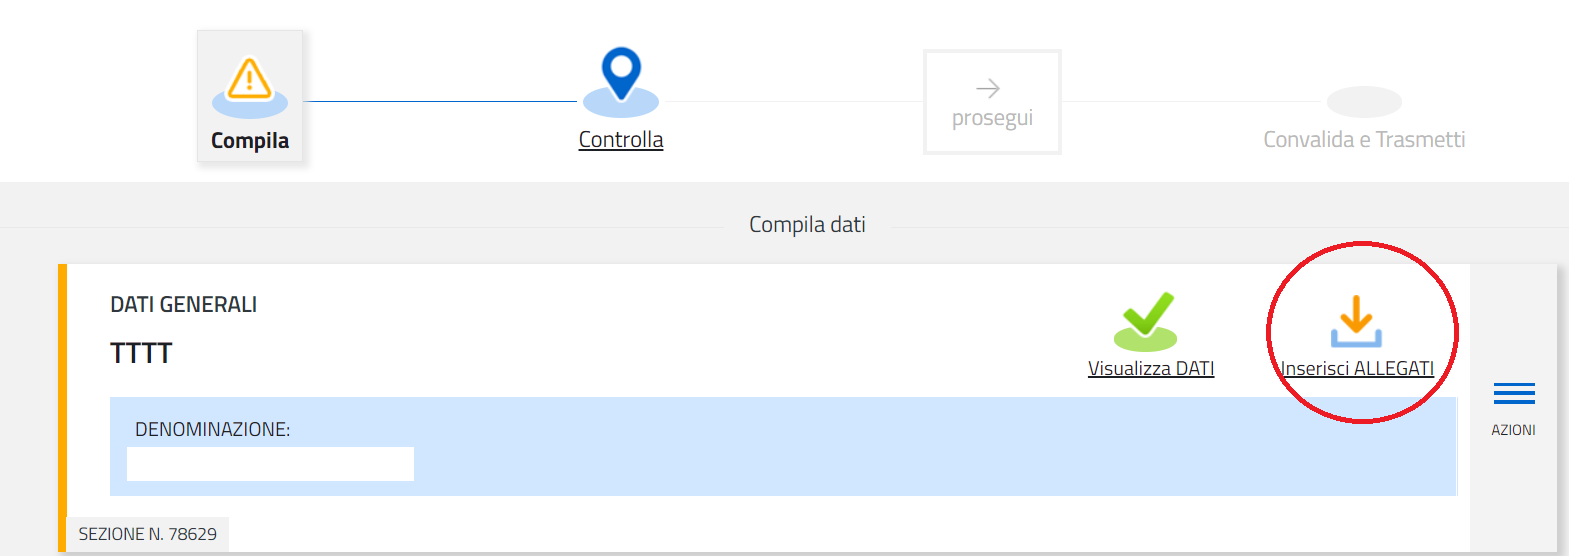 Compila
Controlla
prosegui
Convalida e Trasmetti
Compila dati
DATI GENERALI
TTTT
Visualizza DATI
Inserisci ALLEGATI
DENOMINAZIONE:
AZIONI
SEZIONE N. 78629